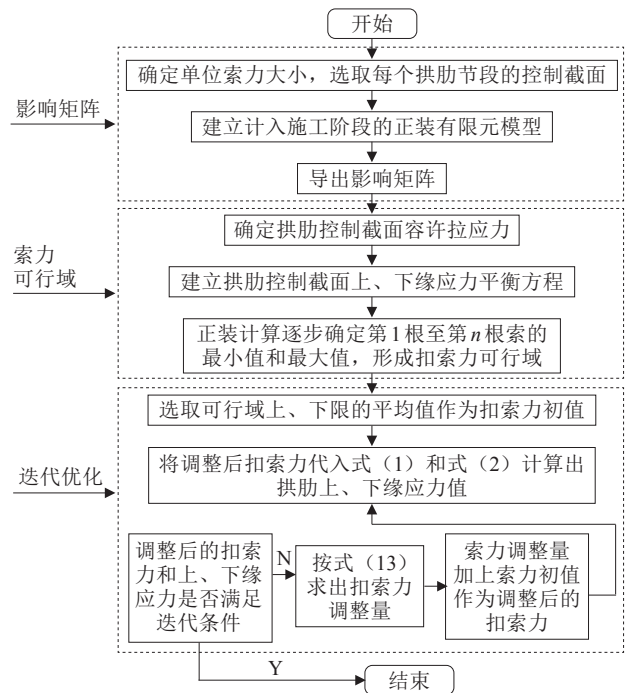 开始
确定单位索力大小，选取每个拱肋节段的控制截面
影响矩阵
建立计入施工阶段的正装有限元模型
导出影响矩阵
确定拱肋控制截面容许拉应力
索力
可行域
建立拱肋控制截面上、下缘应力平衡方程
正装计算逐步确定第1根至第n根索的
最小值和最大值，形成扣索力可行域
选取可行域上、下限的平均值作为扣索力初值
迭代优化
将调整后扣索力代入式（1）和式（2）计算出
拱肋上、下缘应力值
调整后的扣索
力和上、下缘
应力是否满足
迭代条件
N
按式（13）
求出扣索力
调整量
索力调整量
加上索力初值
作为调整后的
扣索力
Y
结束